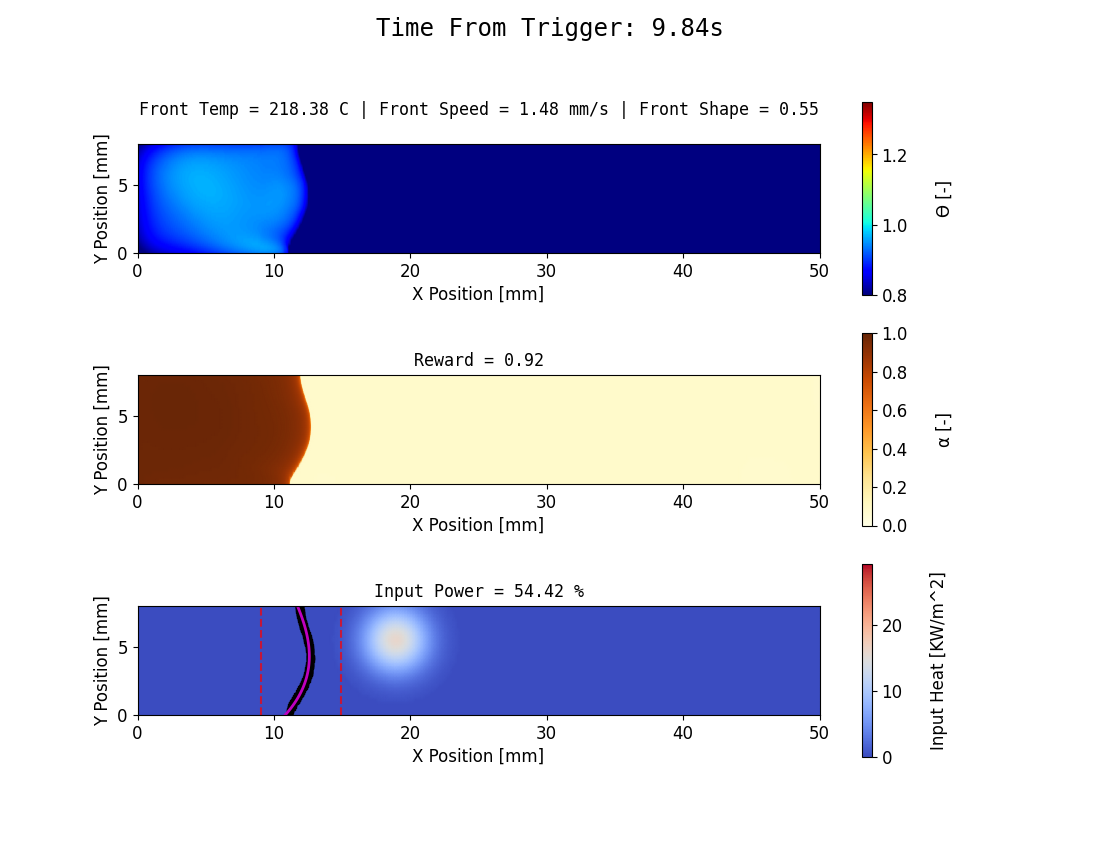 Time From Trigger: 9.84s
Front Temp = 218.38 C | Front Speed = 1.48 mm/s | Front Shape = 0.55
Y Position [mm]
5
0
0 10 20 30 40 50
X Position [mm]
1.2
1.0
0.8
Θ [-]
Reward = 0.92
Y Position [mm]
5
0
0 10 20 30 40 50
X Position [mm]
1.0
0.8
0.6
0.4
0.2
0.0
α [-]
Input Power = 54.42 %
Y Position [mm]
5
0
0 10 20 30 40 50
X Position [mm]
20
10
0
Input Heat [KW/m^2]